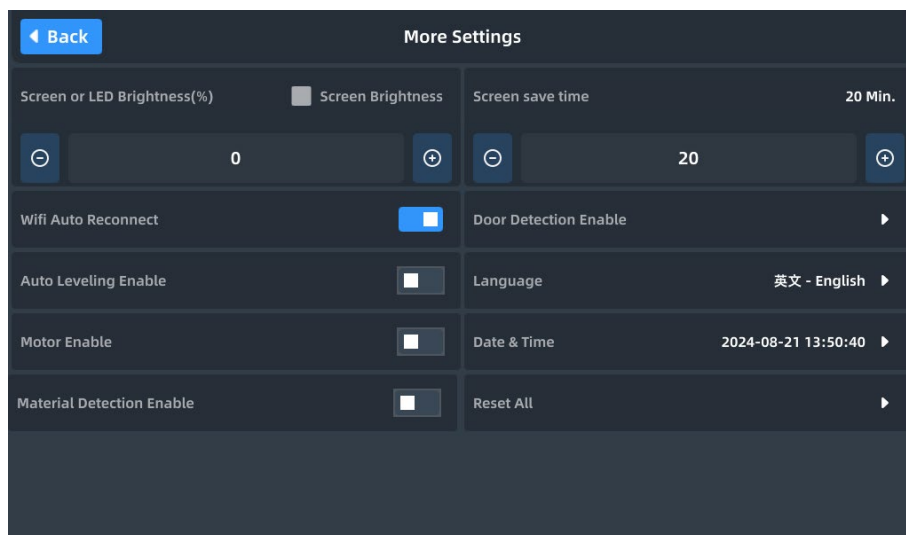 Back
More Settings
Screen or LED Brightness(%)
Screen Brightness
Screen save time
20 Min.
0
20
Wifi Auto Reconnect
Door Detection Enable
Auto Leveling Enable
Language
英文 - English
Motor Enable
Date & Time
2024-08-21 13:50:40
Material Detection Enable
Reset All